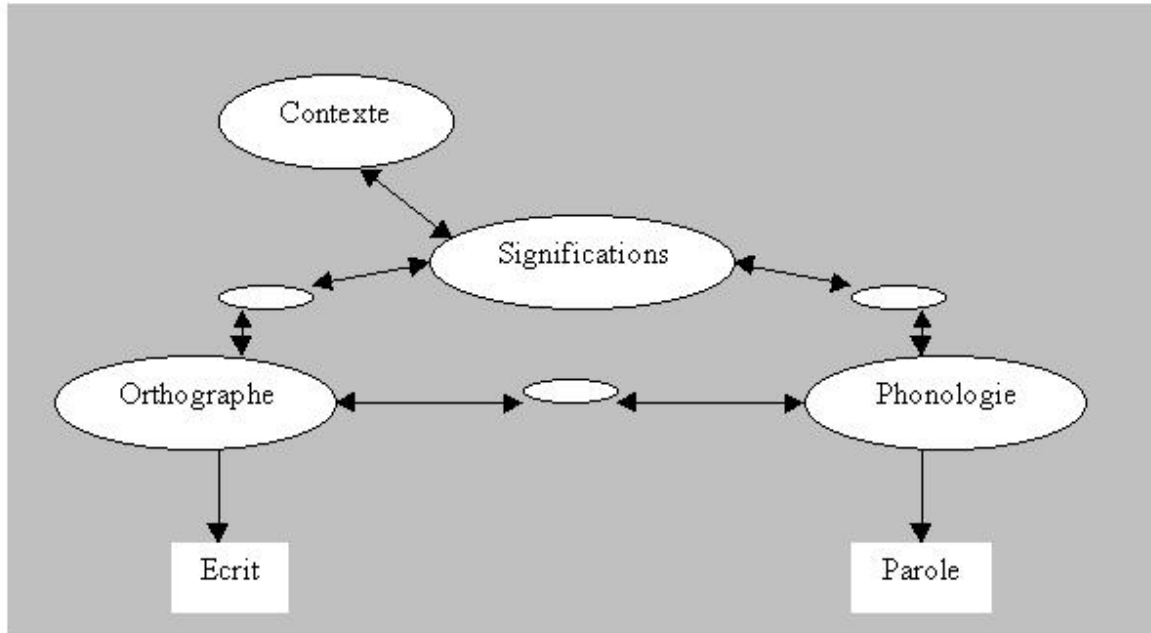 Contexte
Significations
Orthographe
Phonologie
Ecrit
Parole